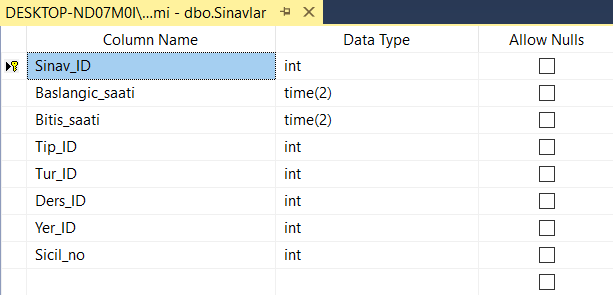 DESKTOP-ND07M0I\...mi - dbo.Sinavlar
Column Name Data Type Allow Nulls
Sinav_ID int
Baslangic_saati time(2)
Bitis_saati time(2)
Tip_ID int
Tur_ID int
Ders_ID int
Yer_ID int
Sicil_no int